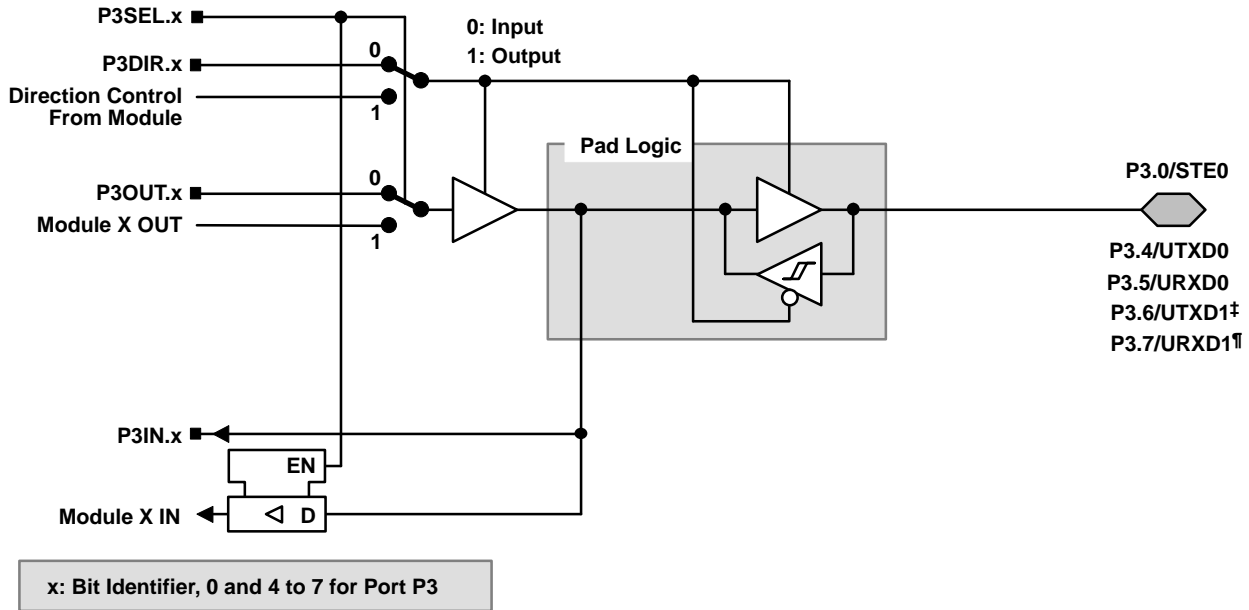 P3SEL.x
0: Input
1: Output
0
P3DIR.x
Direction Control
From Module
1
Pad Logic
P3.0/STE0
0
P3OUT.x
Module X OUT
1
P3.4/UTXD0
P3.5/URXD0
P3.6/UTXD1‡
P3.7/URXD1¶
P3IN.x
EN
Module X IN
D
x: Bit Identifier, 0 and 4 to 7 for Port P3